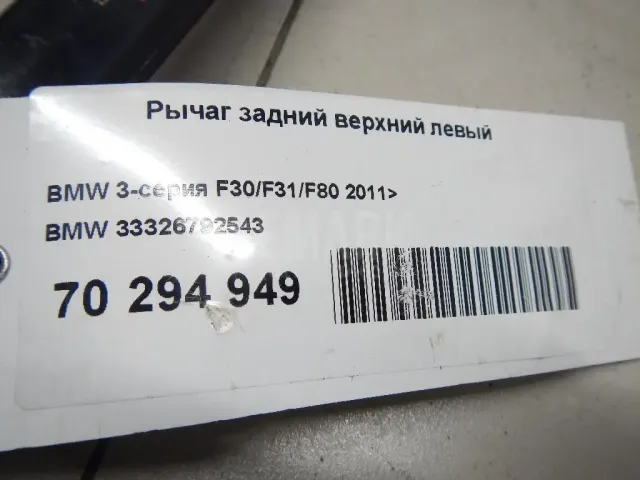 Рычаг задний верхний левый
BMW 3-серия F30/F31/F80 2011>
BMW 33326792543
70 294 949